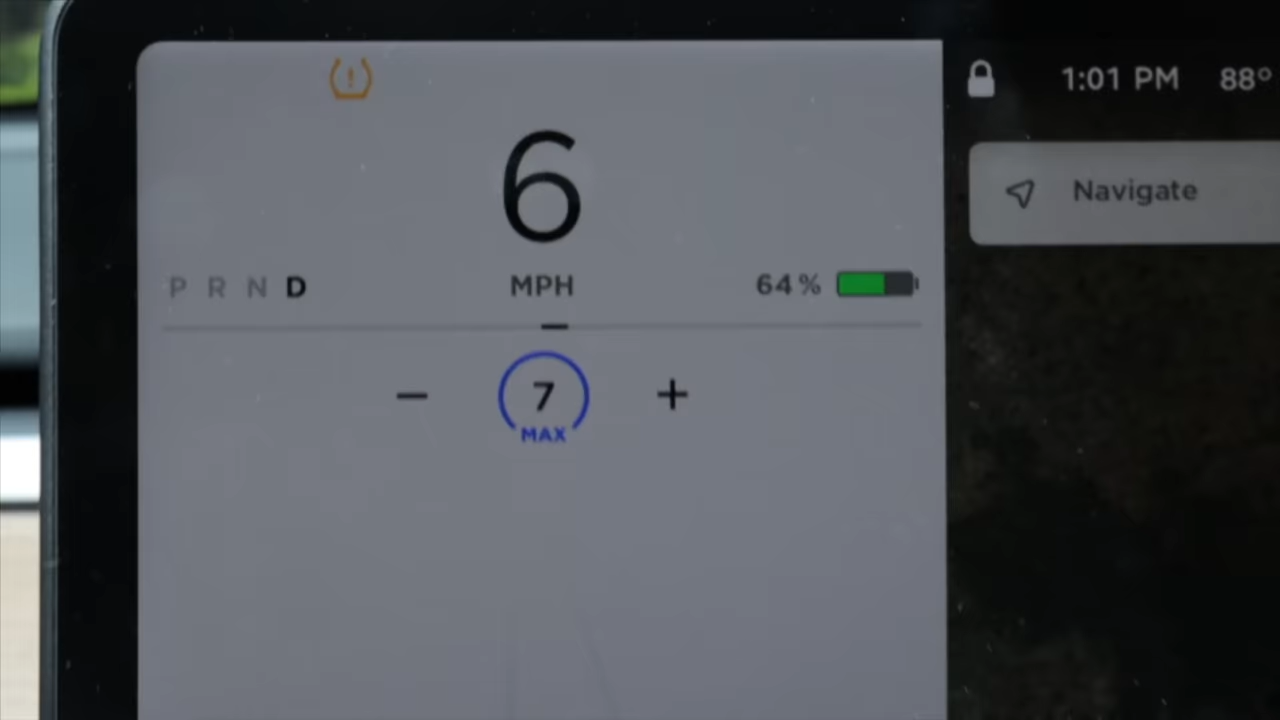 1:01 PM 88°
6
Navigate
P R N D MPH 64%
− 7 +
MAX